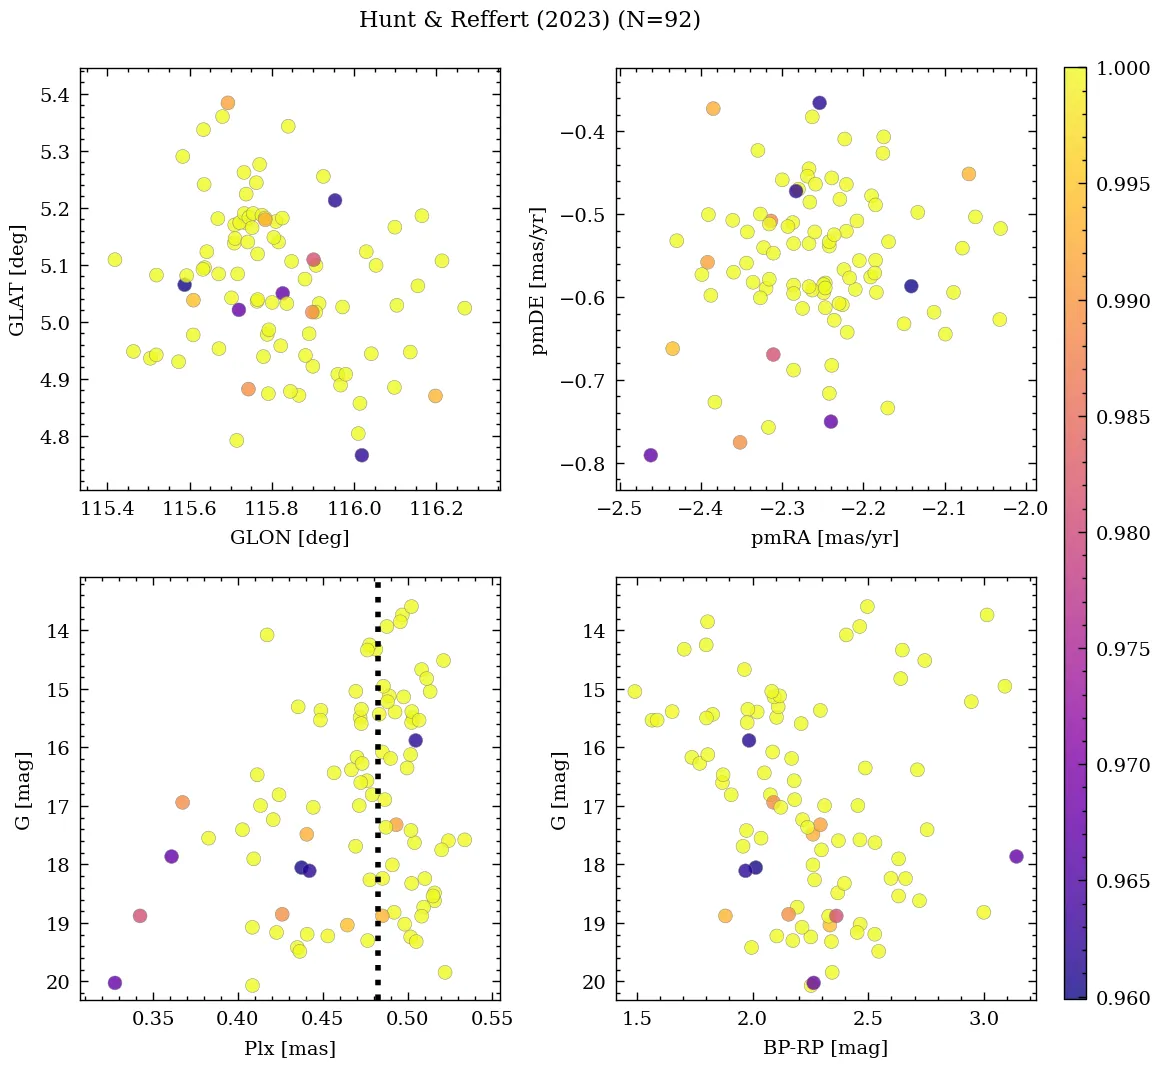 Hunt & Reffert (2023) (N=92)
5.4
5.3
5.2
5.1
5.0
4.9
4.8
GLAT [deg]
115.4 115.6 115.8 116.0 116.2
GLON [deg]
−0.4
−0.5
−0.6
−0.7
−0.8
pmDE [mas/yr]
−2.5 −2.4 −2.3 −2.2 −2.1 −2.0
pmRA [mas/yr]
14
15
16
17
18
19
20
G [mag]
0.35 0.40 0.45 0.50 0.55
Plx [mas]
14
15
16
17
18
19
20
G [mag]
1.5 2.0 2.5 3.0
BP-RP [mag]
1.000
0.995
0.990
0.985
0.980
0.975
0.970
0.965
0.960